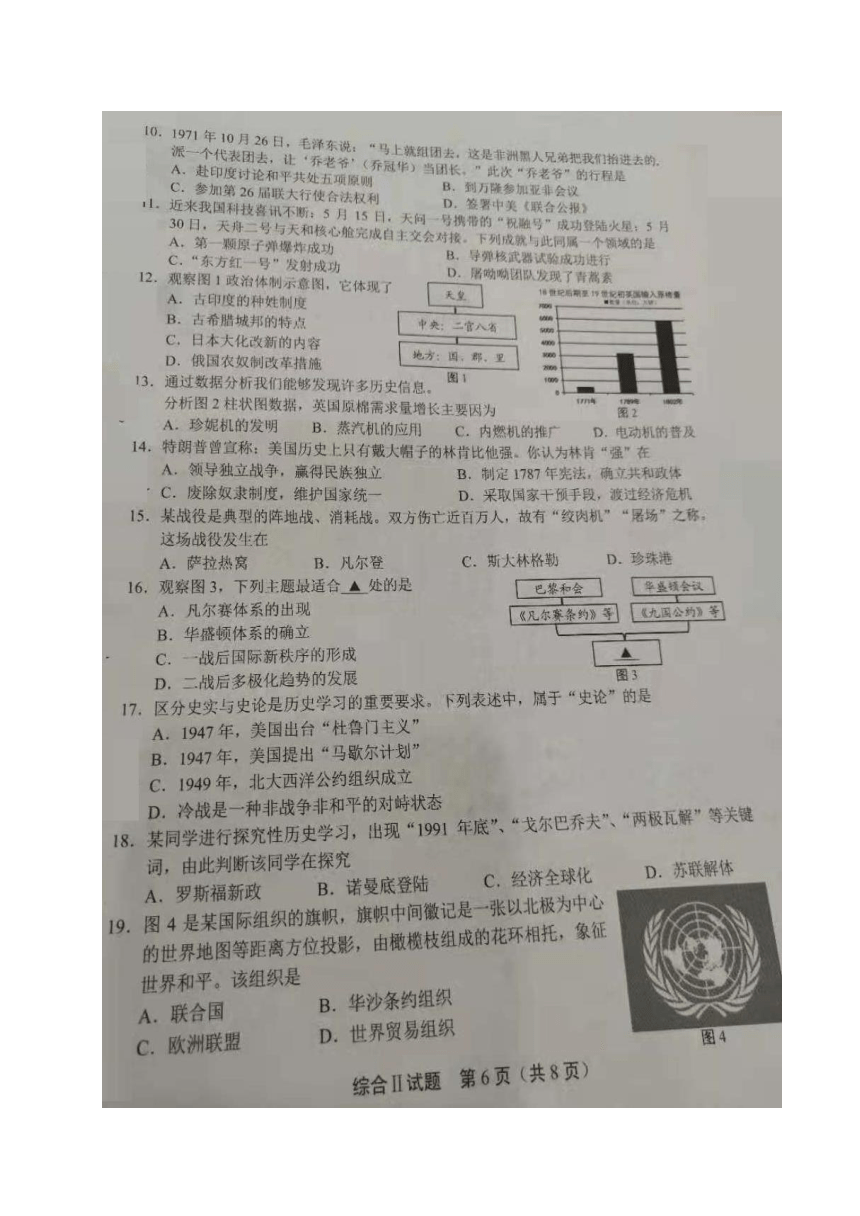 10．1971 年 10 月 26 日，毛泽东说：“马上就组团去，这是非洲黑人兄弟把我们抬进去的，
派一个代表团去，让‘乔老爷’（乔冠华）当团长。”此次“乔老爷”的行程是
A．赴印度讨论和平共处五项原则
B．到万隆参加亚非会议
C．参加第 26 届联大行使合法权利
D．签署中美《联合公报》
11．近来我国科技喜讯不断：5 月 15 日，天问一号携带的“祝融号”成功登陆火星；5 月
30 日，天舟二号与天和核心舱完成自主交会对接。下列成就与此同属一个领域的是
A．第一颗原子弹爆炸成功
B．导弹核武器试验成功进行
C．“东方红一号”发射成功
D．屠呦呦团队发现了青蒿素
12．观察图 1 政治体制示意图，它体现了
A．古印度的种姓制度
B．古希腊城邦的特点
C．日本大化改新的内容
D．俄国农奴制改革措施
天皇
中央：二官八省
地方：国、郡、里
图 1
18 世纪后期至 19 世纪初英国输入原棉量
7000
6000
5000
4000
3000
2000
1000
0
1771年 1789年 1802年
图 2
13．通过数据分析我们能够发现许多历史信息。
分析图 2 柱状图数据，英国原棉需求量增长主要因为
A．珍妮机的发明 B．蒸汽机的应用 C．内燃机的推广 D．电动机的普及
14．特朗普曾宣称：美国历史上只有戴大帽子的林肯比他强。你认为林肯“强”在
A．领导独立战争，赢得民族独立 B．制定 1787 年宪法，确立共和政体
C．废除奴隶制度，维护国家统一 D．采取国家干预手段，渡过经济危机
15．某战役是典型的阵地战、消耗战。双方伤亡近百万人，故有“绞肉机”“屠场”之称。
这场战役发生在
A．萨拉热窝 B．凡尔登 C．斯大林格勒 D．珍珠港
16．观察图 3，下列主题最适合 ▲ 处的是
A．凡尔赛体系的出现
B．华盛顿体系的确立
C．一战后国际新秩序的形成
D．二战后多极化趋势的发展
巴黎和会 华盛顿会议
《凡尔赛条约》等 《九国公约》等
▲
图 3
17．区分史实与史论是历史学习的重要要求。下列表述中，属于“史论”的是
A．1947 年，美国出台“杜鲁门主义”
B．1947 年，美国提出“马歇尔计划”
C．1949 年，北大西洋公约组织成立
D．冷战是一种非战争非和平的对峙状态
18．某同学进行探究性历史学习，出现“1991 年底”、“戈尔巴乔夫”、“两极瓦解”等关键
词，由此判断该同学在探究
A．罗斯福新政 B．诺曼底登陆 C．经济全球化 D．苏联解体
19．图 4 是某国际组织的旗帜，旗帜中间徽记是一张以北极为中心
的世界地图等距离方位投影，由橄榄枝组成的花环相托，象征
世界和平。该组织是
A．联合国 B．华沙条约组织
C．欧洲联盟 D．世界贸易组织
图 4
综合Ⅱ试题 第 6 页（共 8 页）